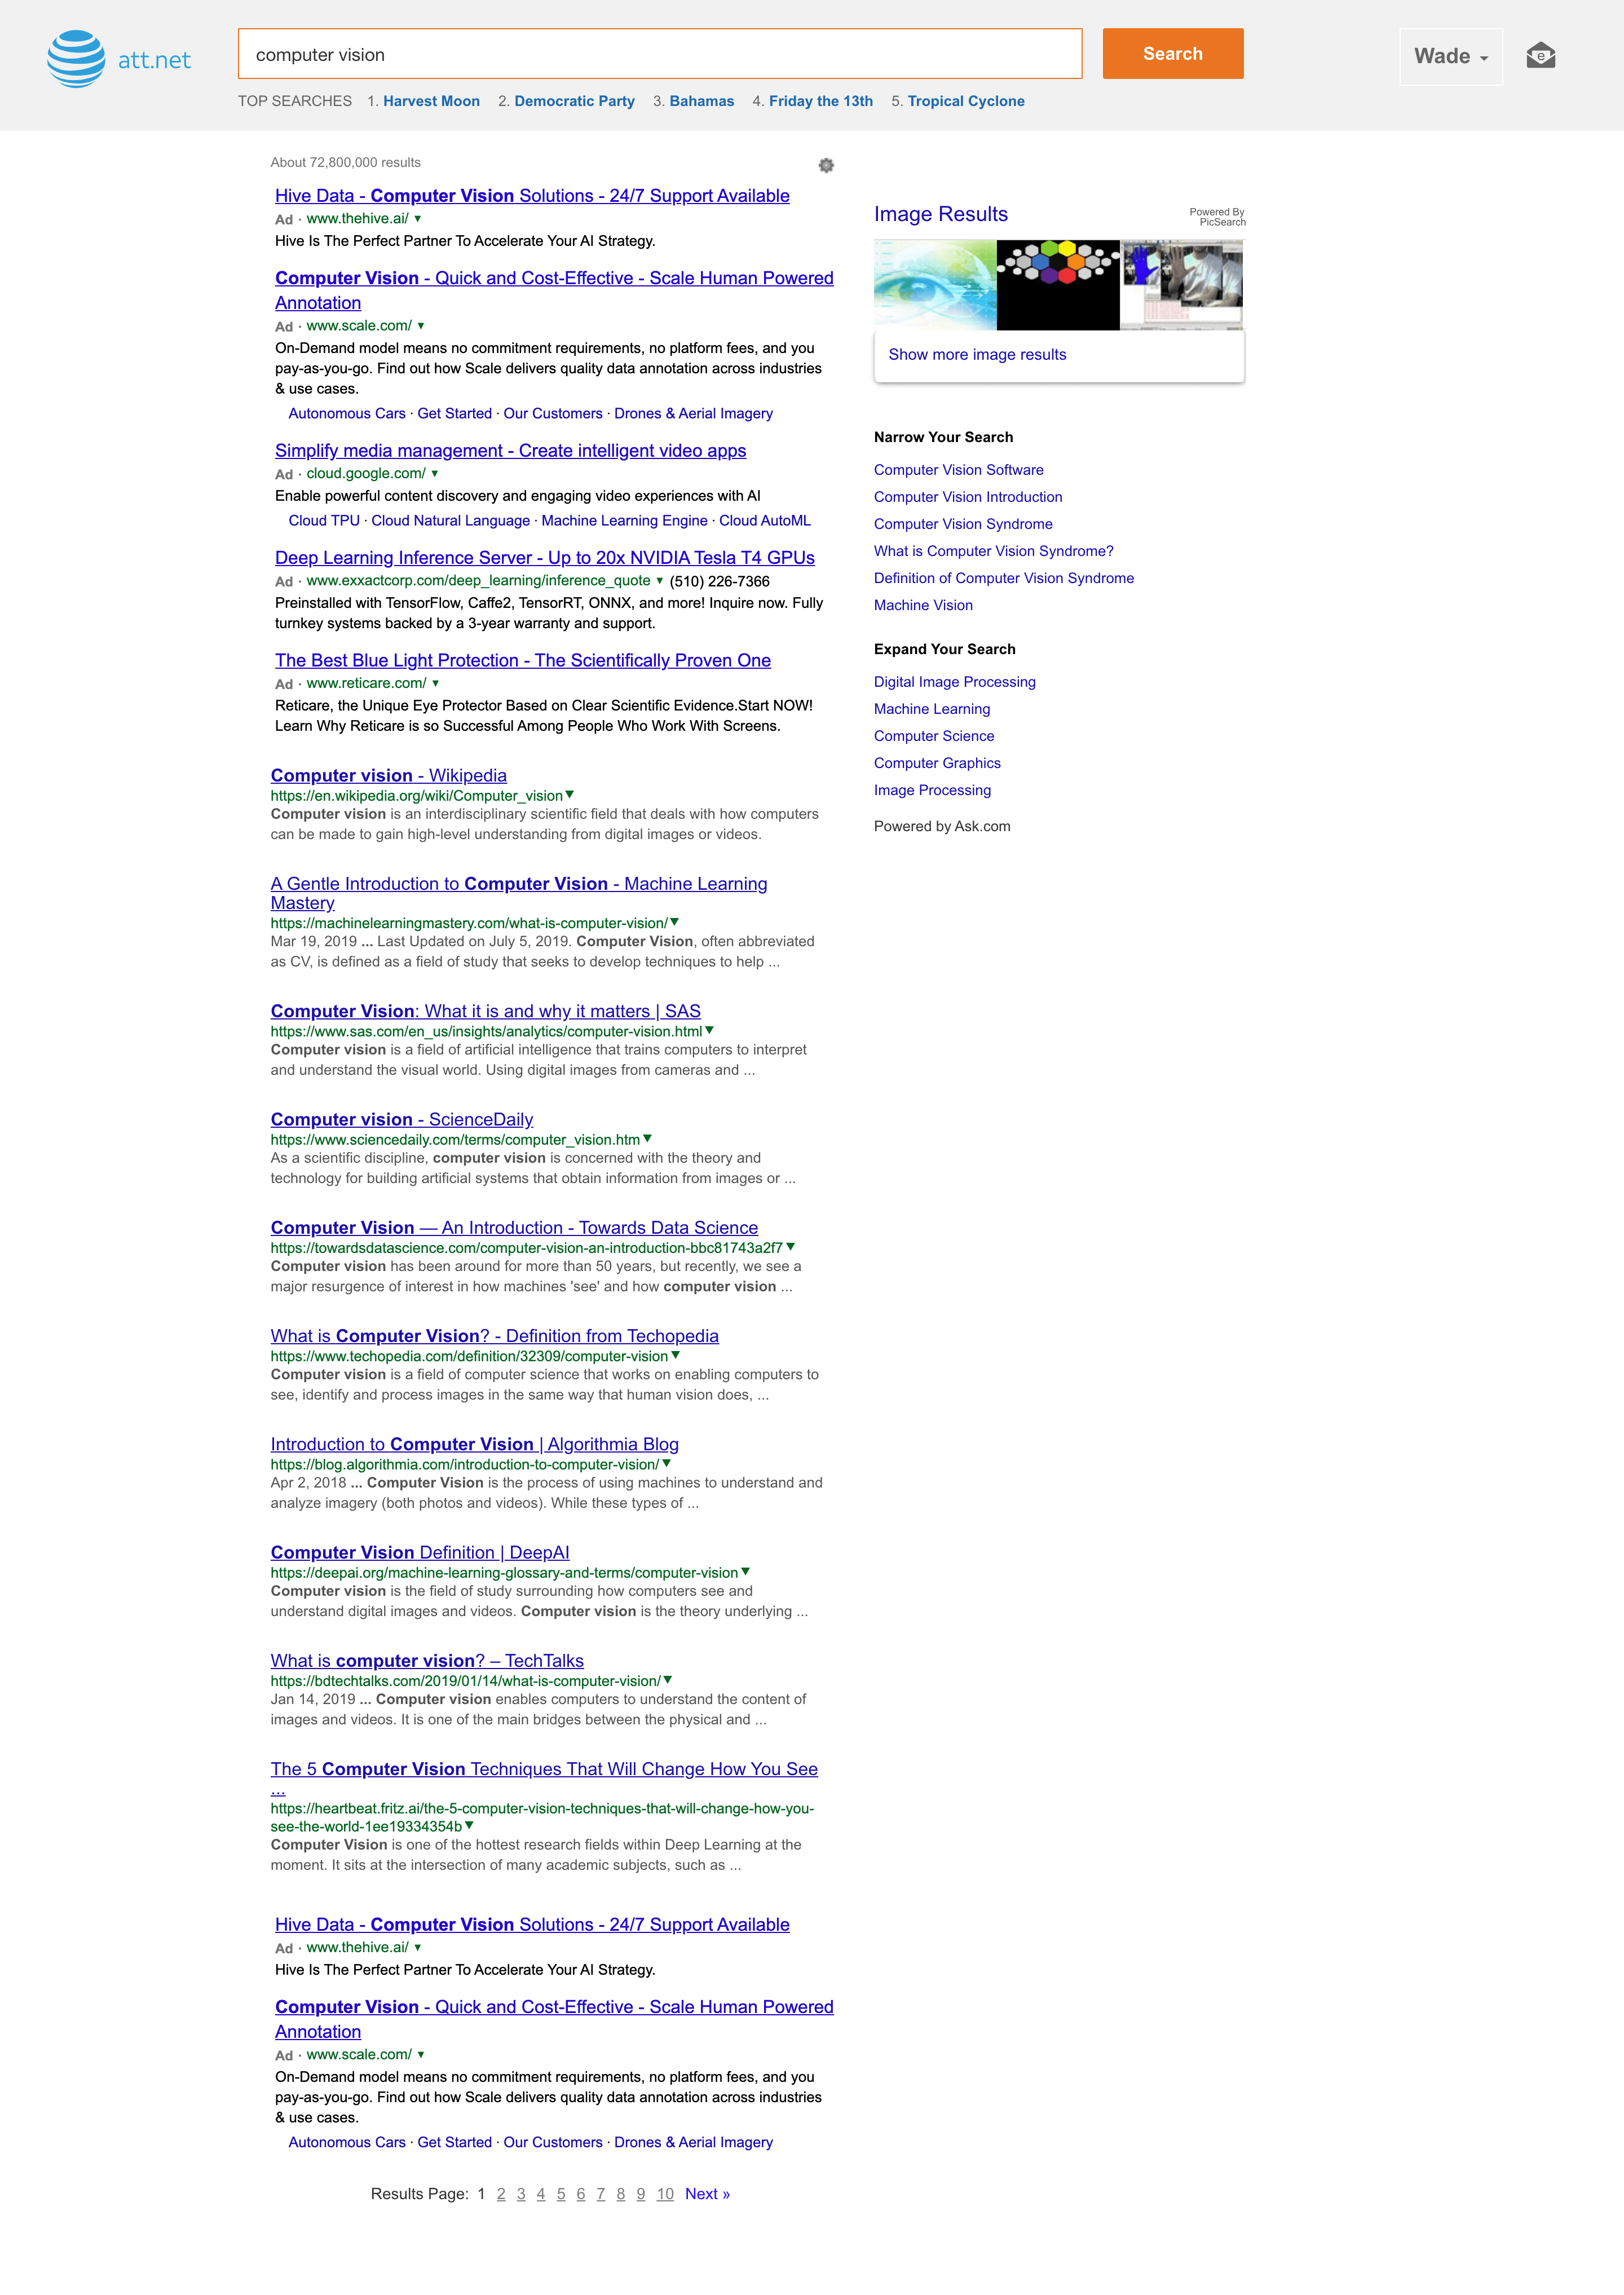 att.net
computer vision
Search
Wade
TOP SEARCHES 1. Harvest Moon 2. Democratic Party 3. Bahamas 4. Friday the 13th 5. Tropical Cyclone
About 72,800,000 results
Hive Data - Computer Vision Solutions - 24/7 Support Available
Ad · www.thehive.ai/ ▼
Hive Is The Perfect Partner To Accelerate Your AI Strategy.
Computer Vision - Quick and Cost-Effective - Scale Human Powered
Annotation
Ad · www.scale.com/ ▼
On-Demand model means no commitment requirements, no platform fees, and you
pay-as-you-go. Find out how Scale delivers quality data annotation across industries
& use cases.
Autonomous Cars · Get Started · Our Customers · Drones & Aerial Imagery
Simplify media management - Create intelligent video apps
Ad · cloud.google.com/ ▼
Enable powerful content discovery and engaging video experiences with AI
Cloud TPU · Cloud Natural Language · Machine Learning Engine · Cloud AutoML
Deep Learning Inference Server - Up to 20x NVIDIA Tesla T4 GPUs
Ad · www.exxactcorp.com/deep_learning/inference_quote ▼ (510) 226-7366
Preinstalled with TensorFlow, Caffe2, TensorRT, ONNX, and more! Inquire now. Fully
turnkey systems backed by a 3-year warranty and support.
The Best Blue Light Protection - The Scientifically Proven One
Ad · www.reticare.com/ ▼
Reticare, the Unique Eye Protector Based on Clear Scientific Evidence.Start NOW!
Learn Why Reticare is so Successful Among People Who Work With Screens.
Computer vision - Wikipedia
https://en.wikipedia.org/wiki/Computer_vision▼
Computer vision is an interdisciplinary scientific field that deals with how computers
can be made to gain high-level understanding from digital images or videos.
A Gentle Introduction to Computer Vision - Machine Learning
Mastery
https://machinelearningmastery.com/what-is-computer-vision/▼
Mar 19, 2019 ... Last Updated on July 5, 2019. Computer Vision, often abbreviated
as CV, is defined as a field of study that seeks to develop techniques to help ...
Computer Vision: What it is and why it matters | SAS
https://www.sas.com/en_us/insights/analytics/computer-vision.html▼
Computer vision is a field of artificial intelligence that trains computers to interpret
and understand the visual world. Using digital images from cameras and ...
Computer vision - ScienceDaily
https://www.sciencedaily.com/terms/computer_vision.htm▼
As a scientific discipline, computer vision is concerned with the theory and
technology for building artificial systems that obtain information from images or ...
Computer Vision — An Introduction - Towards Data Science
https://towardsdatascience.com/computer-vision-an-introduction-bbc81743a2f7▼
Computer vision has been around for more than 50 years, but recently, we see a
major resurgence of interest in how machines 'see' and how computer vision ...
What is Computer Vision? - Definition from Techopedia
https://www.techopedia.com/definition/32309/computer-vision▼
Computer vision is a field of computer science that works on enabling computers to
see, identify and process images in the same way that human vision does, ...
Introduction to Computer Vision | Algorithmia Blog
https://blog.algorithmia.com/introduction-to-computer-vision/▼
Apr 2, 2018 ... Computer Vision is the process of using machines to understand and
analyze imagery (both photos and videos). While these types of ...
Computer Vision Definition | DeepAI
https://deepai.org/machine-learning-glossary-and-terms/computer-vision▼
Computer vision is the field of study surrounding how computers see and
understand digital images and videos. Computer vision is the theory underlying ...
What is computer vision? – TechTalks
https://bdtechtalks.com/2019/01/14/what-is-computer-vision/▼
Jan 14, 2019 ... Computer vision enables computers to understand the content of
images and videos. It is one of the main bridges between the physical and ...
The 5 Computer Vision Techniques That Will Change How You See
...
https://heartbeat.fritz.ai/the-5-computer-vision-techniques-that-will-change-how-you-
see-the-world-1ee19334354b▼
Computer Vision is one of the hottest research fields within Deep Learning at the
moment. It sits at the intersection of many academic subjects, such as ...
Hive Data - Computer Vision Solutions - 24/7 Support Available
Ad · www.thehive.ai/ ▼
Hive Is The Perfect Partner To Accelerate Your AI Strategy.
Computer Vision - Quick and Cost-Effective - Scale Human Powered
Annotation
Ad · www.scale.com/ ▼
On-Demand model means no commitment requirements, no platform fees, and you
pay-as-you-go. Find out how Scale delivers quality data annotation across industries
& use cases.
Autonomous Cars · Get Started · Our Customers · Drones & Aerial Imagery
Results Page: 1 2 3 4 5 6 7 8 9 10 Next »
Image Results
Powered By
PicSearch
Show more image results
Narrow Your Search
Computer Vision Software
Computer Vision Introduction
Computer Vision Syndrome
What is Computer Vision Syndrome?
Definition of Computer Vision Syndrome
Machine Vision
Expand Your Search
Digital Image Processing
Machine Learning
Computer Science
Computer Graphics
Image Processing
Powered by Ask.com